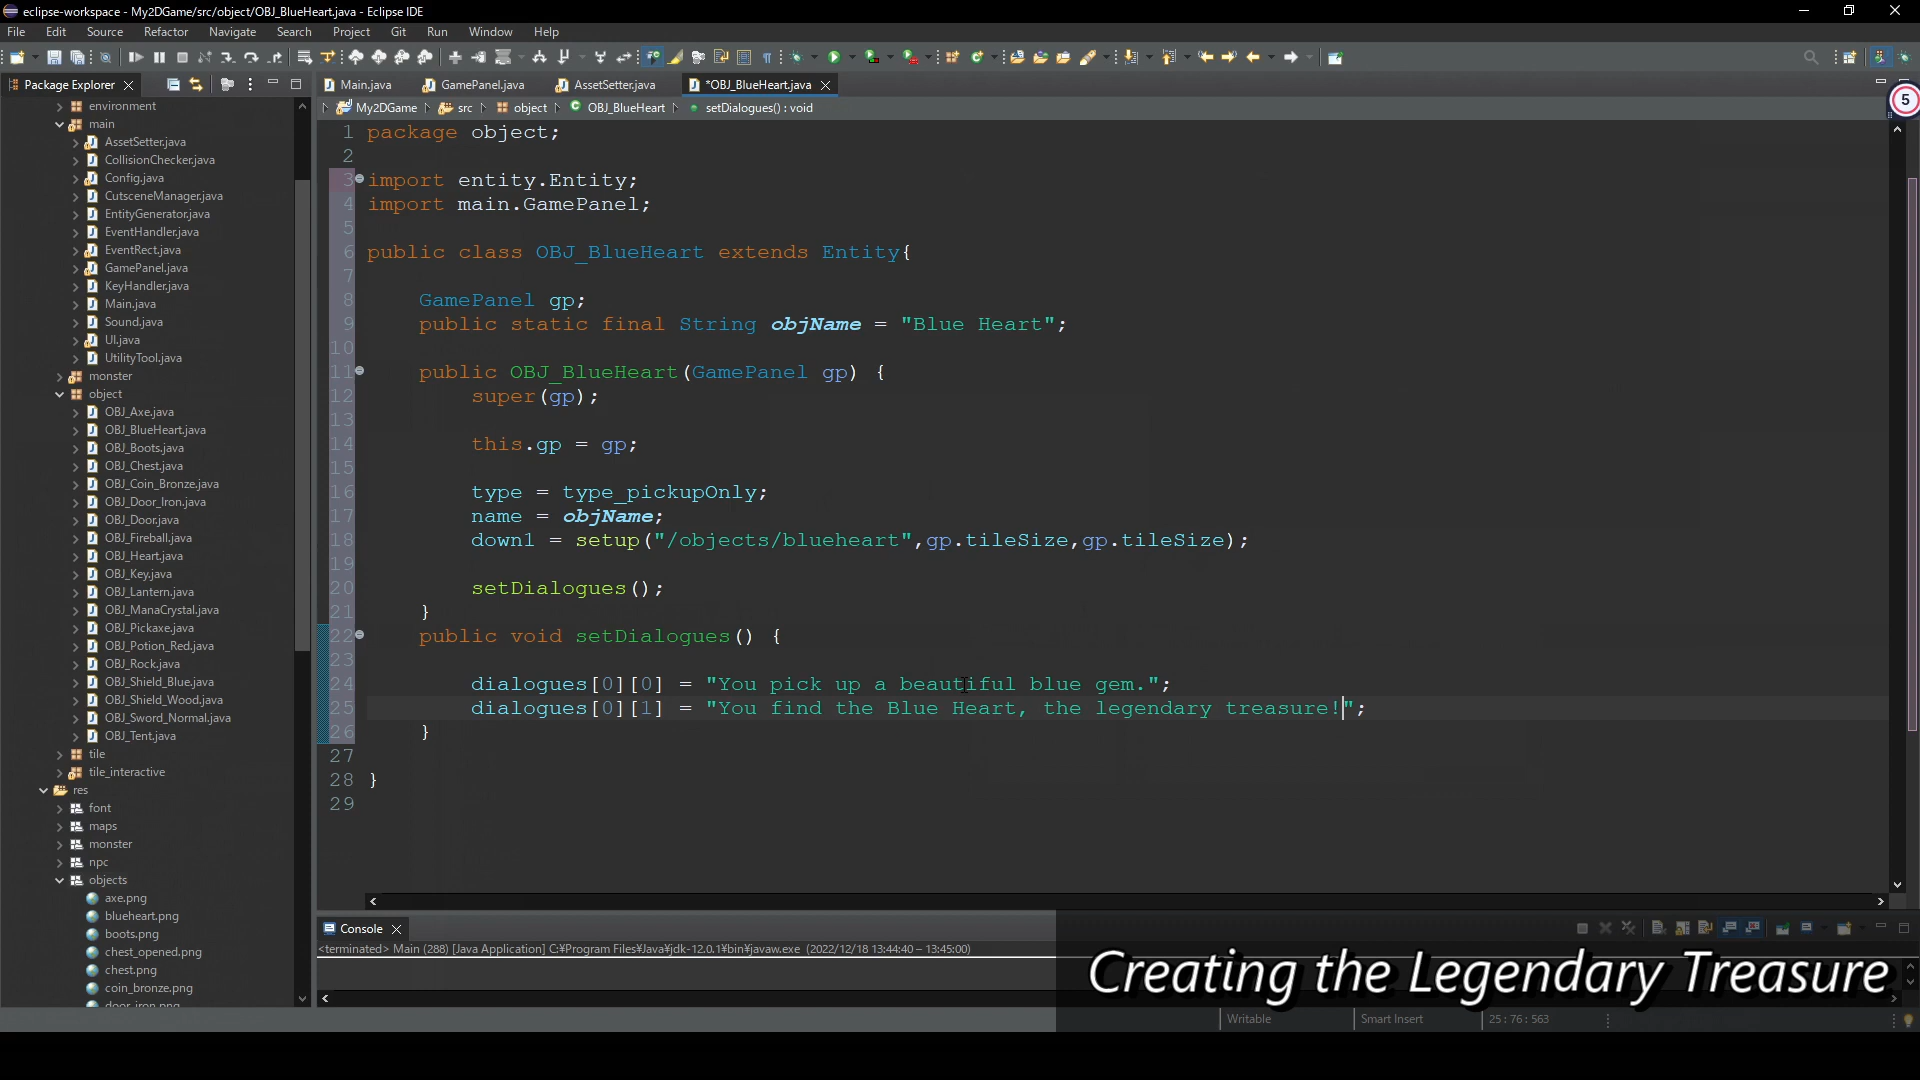 eclipse-workspace - My2DGame/src/object/OBJ_BlueHeart.java - Eclipse IDE
File Edit Source Refactor Navigate Search Project Git Run Window Help
Package Explorer
Main.java GamePanel.java AssetSetter.java *OBJ_BlueHeart.java
My2DGame src object OBJ_BlueHeart setDialogues() : void
5
environment
main
AssetSetter.java
CollisionChecker.java
Config.java
CutsceneManager.java
EntityGenerator.java
EventHandler.java
EventRect.java
GamePanel.java
KeyHandler.java
Main.java
Sound.java
UI.java
UtilityTool.java
monster
object
OBJ_Axe.java
OBJ_BlueHeart.java
OBJ_Boots.java
OBJ_Chest.java
OBJ_Coin_Bronze.java
OBJ_Door_Iron.java
OBJ_Door.java
OBJ_Fireball.java
OBJ_Heart.java
OBJ_Key.java
OBJ_Lantern.java
OBJ_ManaCrystal.java
OBJ_Pickaxe.java
OBJ_Potion_Red.java
OBJ_Rock.java
OBJ_Shield_Blue.java
OBJ_Shield_Wood.java
OBJ_Sword_Normal.java
OBJ_Tent.java
tile
tile_interactive
res
font
maps
monster
npc
objects
axe.png
blueheart.png
boots.png
chest_opened.png
chest.png
coin_bronze.png
door_iron.png
1 package object;
2
3 import entity.Entity;
4 import main.GamePanel;
5
6 public class OBJ_BlueHeart extends Entity{
7
8 GamePanel gp;
9 public static final String objName = "Blue Heart";
10
11 public OBJ_BlueHeart(GamePanel gp) {
12 super(gp);
13
14 this.gp = gp;
15
16 type = type_pickupOnly;
17 name = objName;
18 down1 = setup("/objects/blueheart",gp.tileSize,gp.tileSize);
19
20 setDialogues();
21 }
22 public void setDialogues() {
23
24 dialogues[0][0] = "You pick up a beautiful blue gem.";
25 dialogues[0][1] = "You find the Blue Heart, the legendary treasure!";
26 }
27
28 }
29
Console
<terminated> Main (288) [Java Application] C:¥Program Files¥Java¥jdk-12.0.1¥bin¥javaw.exe (2022/12/18 13:44:40 – 13:45:00)
Creating the Legendary Treasure
Writable Smart Insert 25 : 76 : 563